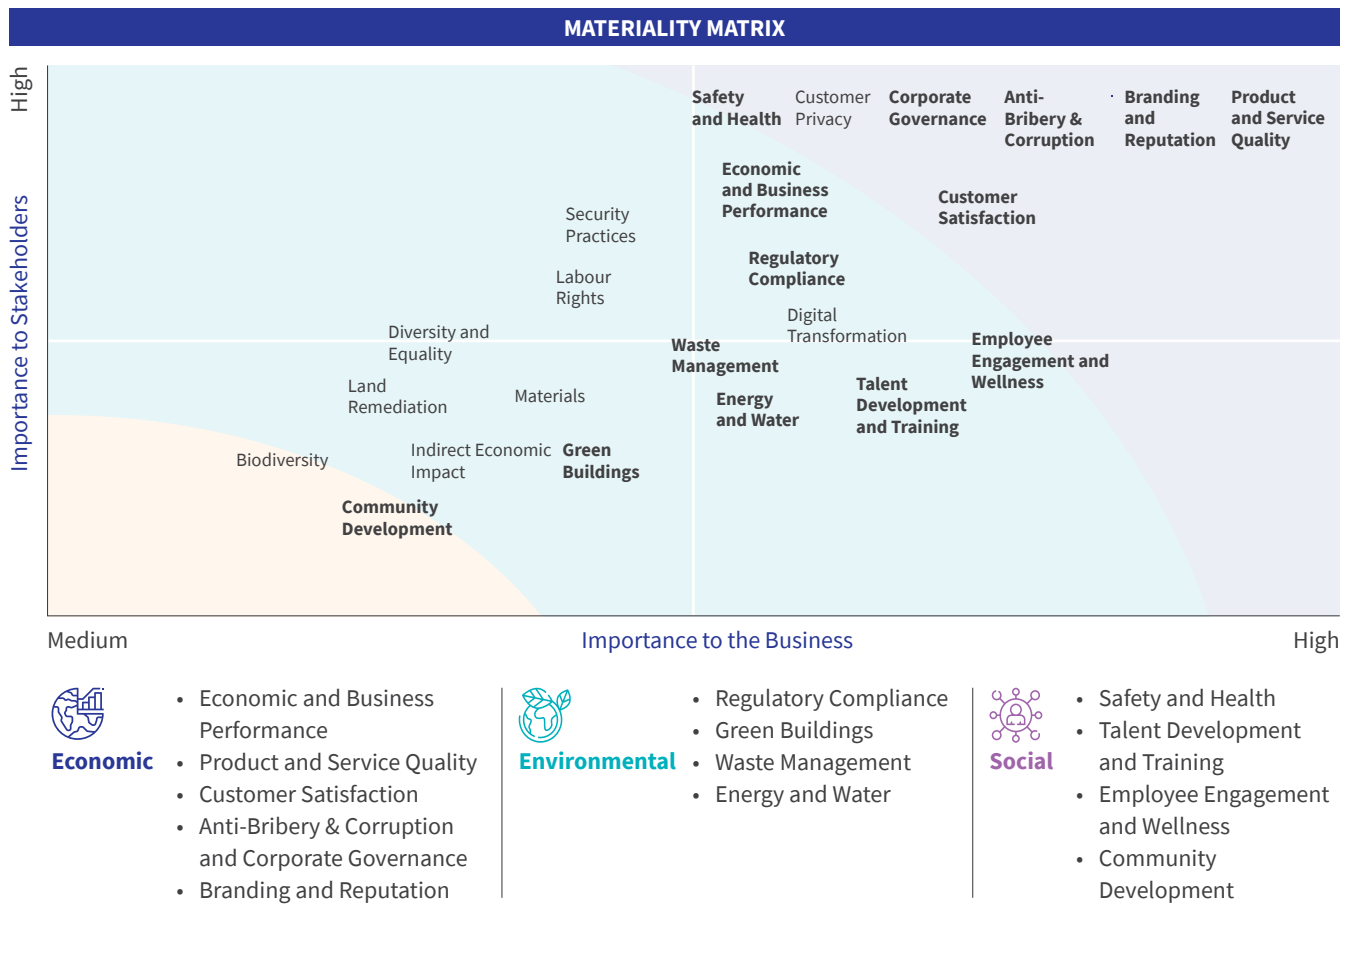 MATERIALITY MATRIX
High
Importance to Stakeholders
Safety
and Health
Customer
Privacy
Corporate
Governance
Anti-
Bribery &
Corruption
Branding
and
Reputation
Product
and Service
Quality
Economic
and Business
Performance
Customer
Satisfaction
Security
Practices
Regulatory
Compliance
Labour
Rights
Digital
Transformation
Diversity and
Equality
Waste
Management
Employee
Engagement and
Wellness
Land
Remediation
Materials
Energy
and Water
Talent
Development
and Training
Biodiversity
Indirect Economic
Impact
Green
Buildings
Community
Development
Medium
Importance to the Business
High
Economic
• Economic and Business
Performance
• Product and Service Quality
• Customer Satisfaction
• Anti-Bribery & Corruption
and Corporate Governance
• Branding and Reputation
Environmental
• Regulatory Compliance
• Green Buildings
• Waste Management
• Energy and Water
Social
• Safety and Health
• Talent Development
and Training
• Employee Engagement
and Wellness
• Community
Development